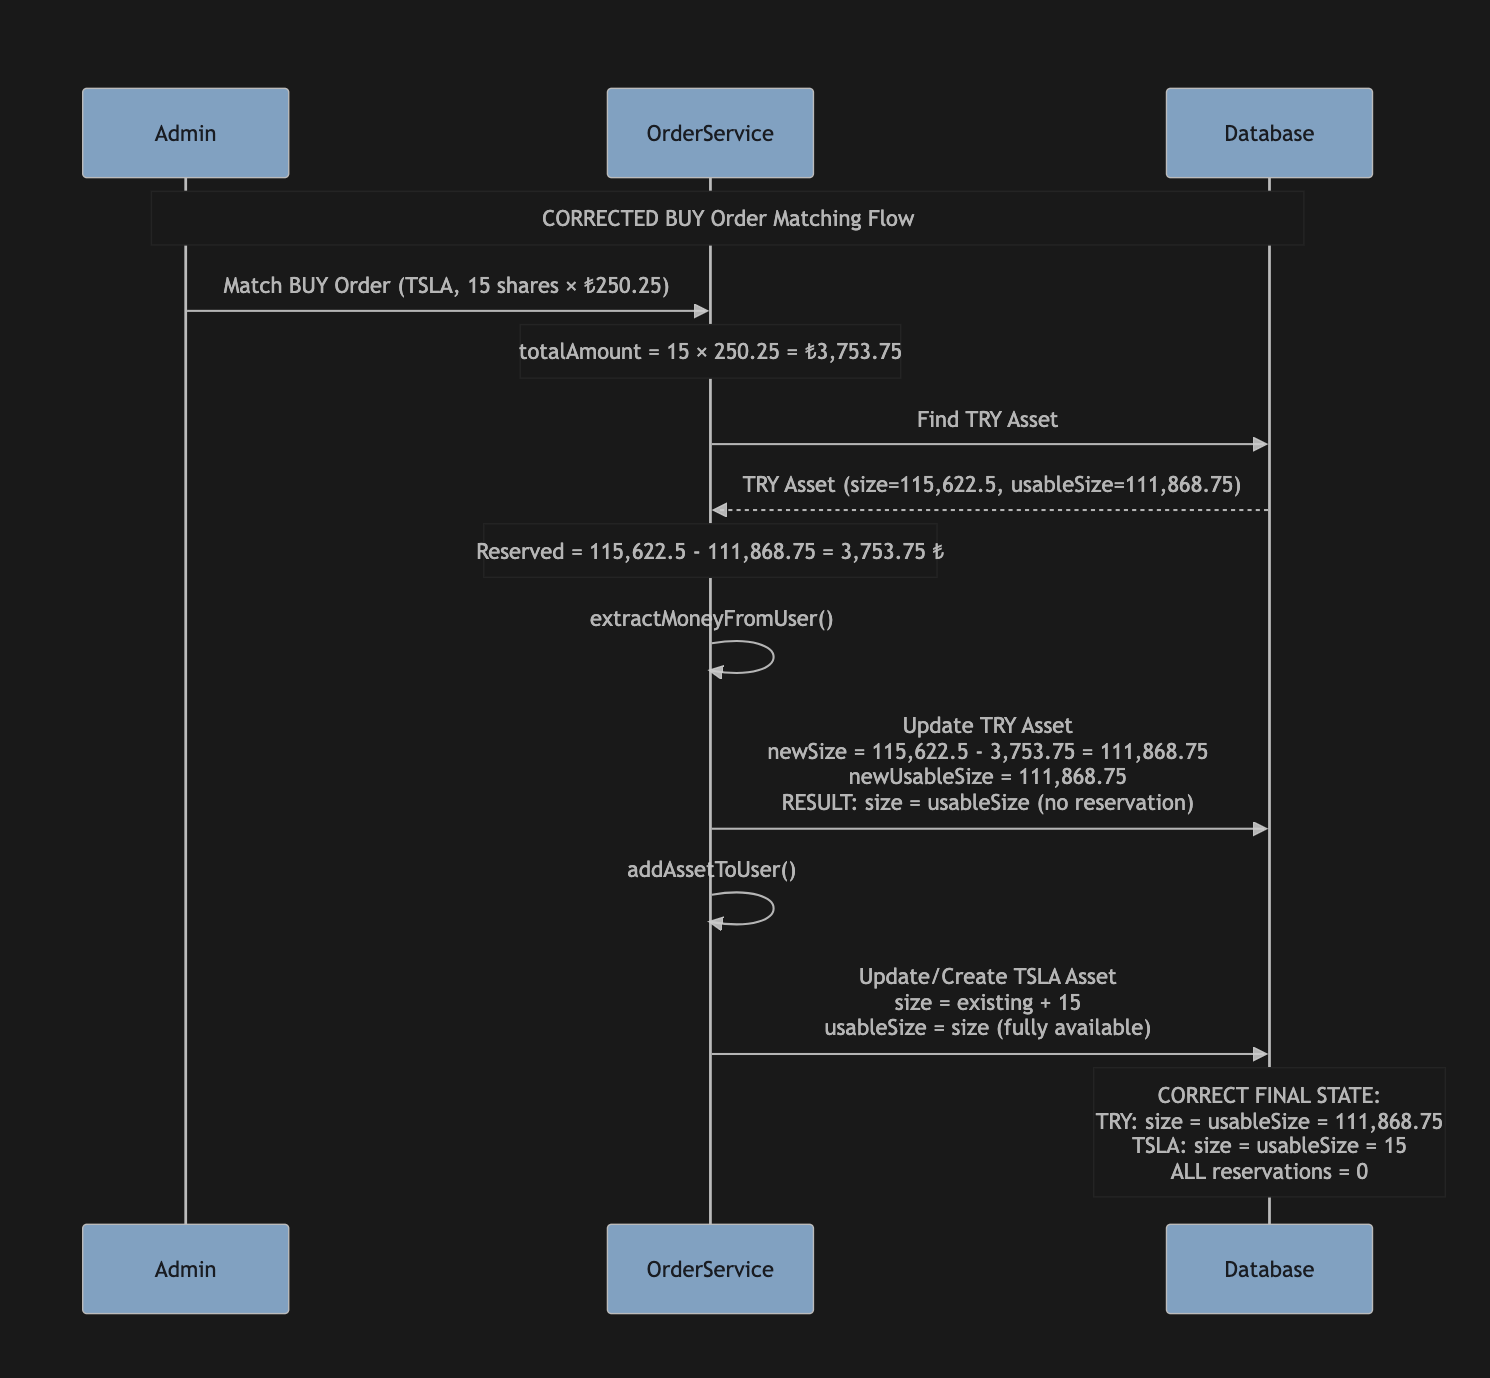 Admin
OrderService
Database
CORRECTED BUY Order Matching Flow
Match BUY Order (TSLA, 15 shares × ₺250.25)
totalAmount = 15 × 250.25 = ₺3,753.75
Find TRY Asset
TRY Asset (size=115,622.5, usableSize=111,868.75)
Reserved = 115,622.5 - 111,868.75 = 3,753.75 ₺
extractMoneyFromUser()
Update TRY Asset
newSize = 115,622.5 - 3,753.75 = 111,868.75
newUsableSize = 111,868.75
RESULT: size = usableSize (no reservation)
addAssetToUser()
Update/Create TSLA Asset
size = existing + 15
usableSize = size (fully available)
CORRECT FINAL STATE:
TRY: size = usableSize = 111,868.75
TSLA: size = usableSize = 15
ALL reservations = 0
Admin
OrderService
Database